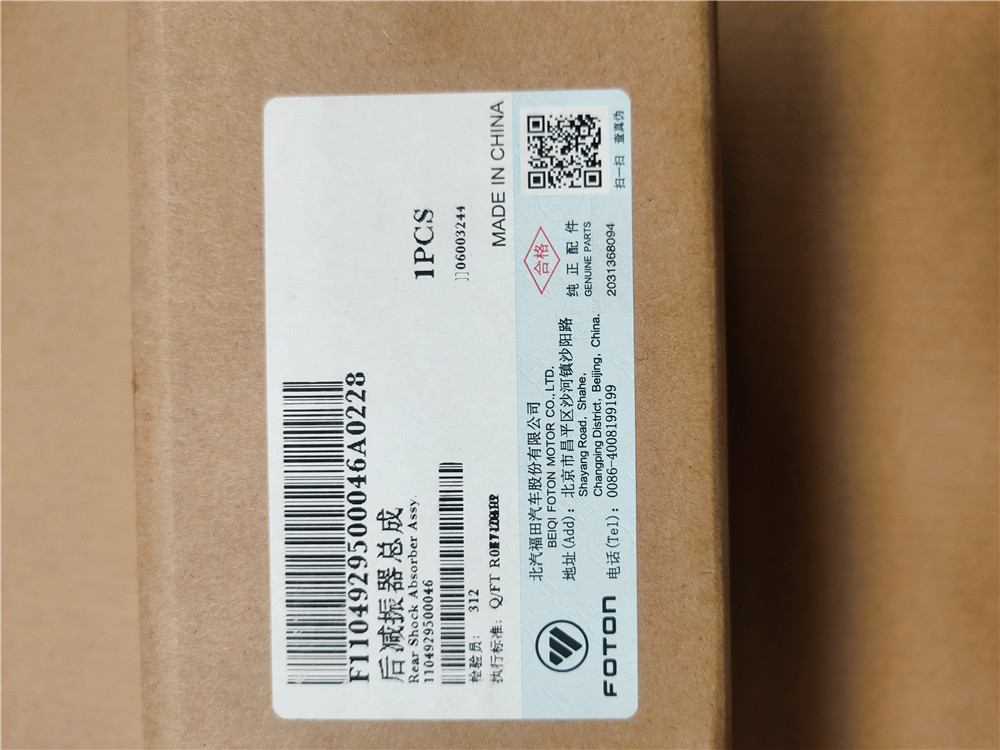 F1104929500046A0228
后减振器总成
Rear Shock Absorber Assy.
1104929500046
1PCS
06003244
检验员: 312
执行标准: Q/FT
MADE IN CHINA
FOTON
北汽福田汽车股份有限公司
BEIQI FOTON MOTOR CO., LTD.
地址(Add): 北京市昌平区沙河镇沙阳路
Shayang Road, Shahe,
Changping District, Beijing, China.
电话(Tel): 0086-4008199199
合格
纯正配件
GENUINE PARTS
2031368094
扫一扫 查真伪